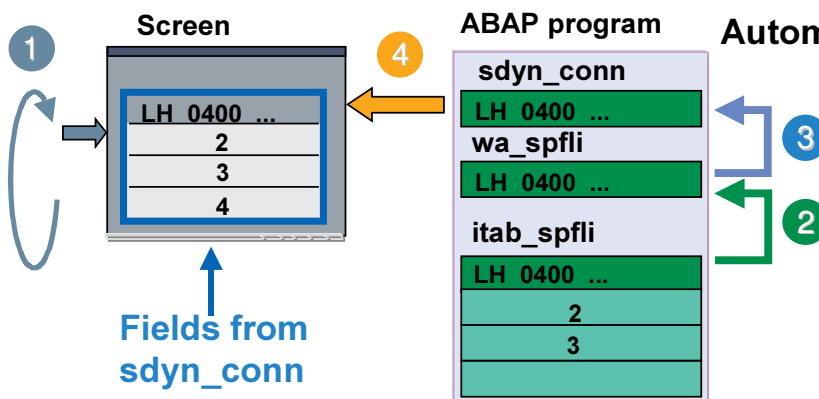 Screen
ABAP program
Autom
1
4
sdyn_conn
LH 0400 ...
LH 0400 ...
2
3
4
wa_spfli
LH 0400 ...
3
2
itab_spfli
LH 0400 ...
2
3
Fields from
sdyn_conn